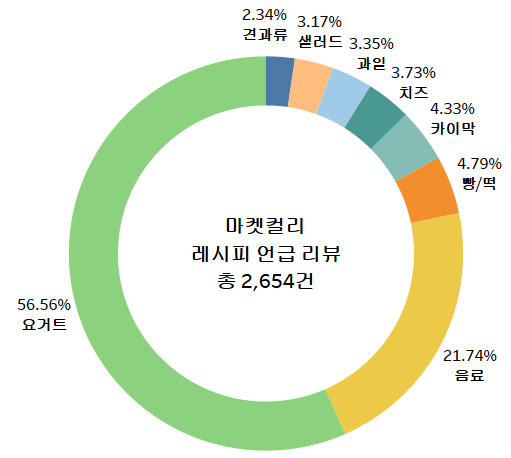 2.34%
견과류
3.17%
샐러드
3.35%
과일
3.73%
치즈
4.33%
카이막
4.79%
빵/떡
마켓컬리
레시피 언급 리뷰
총 2,654건
56.56%
요거트
21.74%
음료